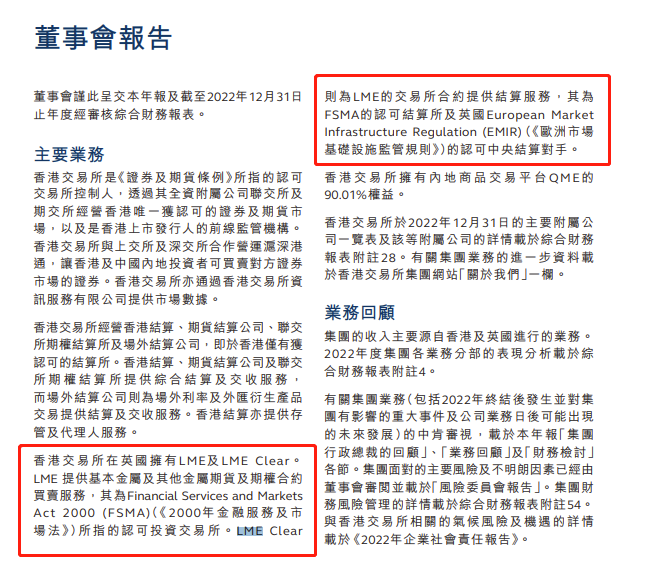 董事會報告
董事會謹此呈交本年報及截至2022年12月31日
止年度經審核綜合財務報表。
主要業務
香港交易所是《證券及期貨條例》所指的認可
交易所控制人，透過其全資附屬公司聯交所及
期交所經營香港唯一獲認可的證券及期貨市
場，以及是香港上市發行人的前線監管機構。
香港交易所與上交所及深交所合作營運滬深港
通，讓香港及中國內地投資者可買賣對方證券
市場的證券。香港交易所亦通過香港交易所資
訊服務有限公司提供市場數據。
香港交易所經營香港結算、期貨結算公司、聯交
所期權結算所及場外結算公司，即於香港僅有獲
認可的結算所。香港結算、期貨結算公司及聯交
所期權結算所提供綜合結算及交收服務，
而場外結算公司則為場外利率及外匯衍生產品
交易提供結算及交收服務。香港結算亦提供存
管及代理人服務。
香港交易所在英國擁有LME及LME Clear。
LME 提供基本金屬及其他金屬期貨及期權合約
買賣服務，其為Financial Services and Markets
Act 2000 (FSMA)(《2000年金融服務及市
場法》)所指的認可投資交易所。LME Clear
則為LME的交易所合約提供結算服務，其為
FSMA的認可結算所及英國European Market
Infrastructure Regulation (EMIR)(《歐洲市場
基礎設施監管規則》)的認可中央結算對手。
香港交易所擁有內地商品交易平台QME的
90.01%權益。
香港交易所於2022年12月31日的主要附屬公
司一覽表及該等附屬公司的詳情載於綜合財務
報表附註28。有關集團業務的進一步資料載
於香港交易所集團網站「關於我們」一欄。
業務回顧
集團的收入主要源自香港及英國進行的業務。
2022年度集團各業務分部的表現分析載於綜
合財務報表附註4。
有關集團業務(包括2022年終結後發生並對集
團有影響的重大事件及公司業務日後可能出現
的未來發展)的中肯審視，載於本年報「集團
行政總裁的回顧」、「業務回顧」及「財務檢討」
各節。集團面對的主要風險及不明朗因素已經由
董事會審閱並載於「風險委員會報告」。集團財
務風險管理的詳情載於綜合財務報表附註54。
與香港交易所相關的氣候風險及機遇的詳情
載於《2022年企業社會責任報告》。